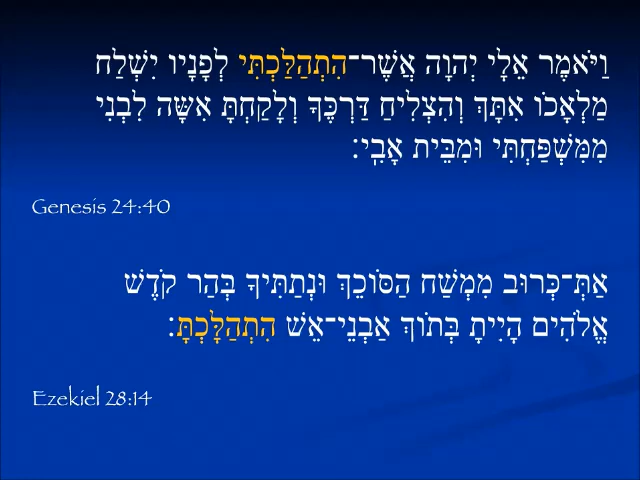 וַיֹּאמֶר אֵלָי יְהוָה אֲשֶׁר־הִתְהַלַּכְתִּי לְפָנָיו יִשְׁלַח
מַלְאָכוֹ אִתָּךְ וְהִצְלִיחַ דַּרְכֶּךָ וְלָקַחְתָּ אִשָּׁה לִבְנִי
מִמִּשְׁפַּחְתִּי וּמִבֵּית אָבִי׃
Genesis 24:40
אַתְּ־כְּרוּב מִמְשַׁח הַסּוֹכֵךְ וּנְתַתִּיךָ בְּהַר קֹדֶשׁ
אֱלֹהִים הָיִיתָ בְּתוֹךְ אַבְנֵי־אֵשׁ הִתְהַלָּכְתָּ׃
Ezekiel 28:14